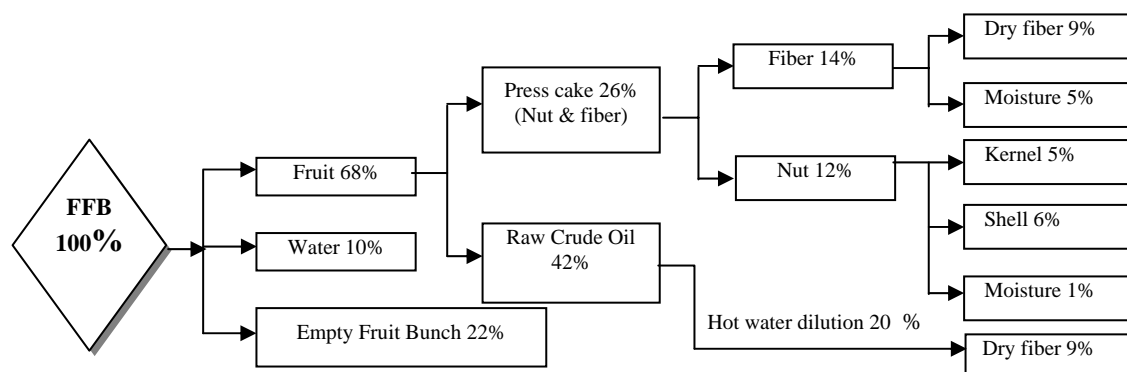 FFB
100%
Fruit 68%
Water 10%
Empty Fruit Bunch 22%
Press cake 26%
(Nut & fiber)
Raw Crude Oil
42%
Fiber 14%
Nut 12%
Hot water dilution 20 %
Dry fiber 9%
Moisture 5%
Kernel 5%
Shell 6%
Moisture 1%
Dry fiber 9%